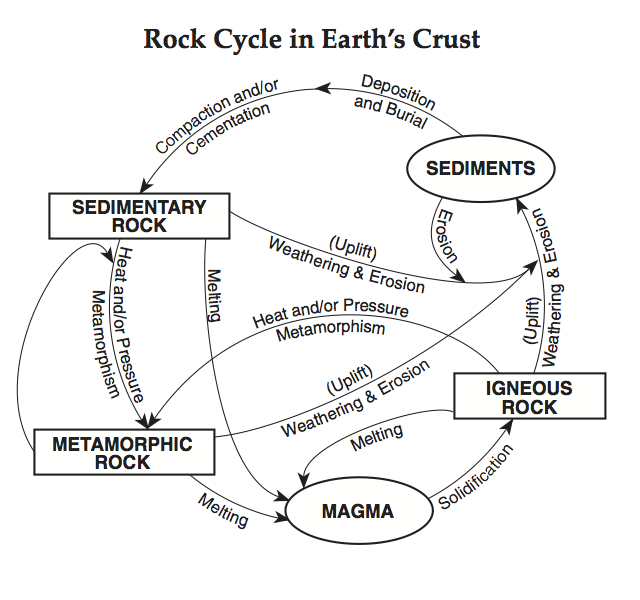 Rock Cycle in Earth's Crust
Deposition
and Burial
Compaction and/or
Cementation
SEDIMENTS
SEDIMENTARY
ROCK
Erosion
(Uplift)
Weathering & Erosion
(Uplift)
Weathering & Erosion
Heat and/or Pressure
Metamorphism
Melting
Heat and/or Pressure
Metamorphism
(Uplift)
Weathering & Erosion
IGNEOUS
ROCK
METAMORPHIC
ROCK
Melting
Melting
Solidification
MAGMA